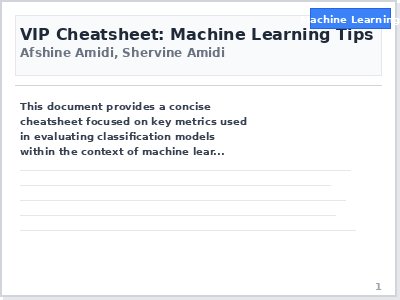 Machine Learning
VIP Cheatsheet: Machine Learning Tips
Afshine Amidi, Shervine Amidi
This document provides a concise
cheatsheet focused on key metrics used
in evaluating classification models
within the context of machine lear...
1